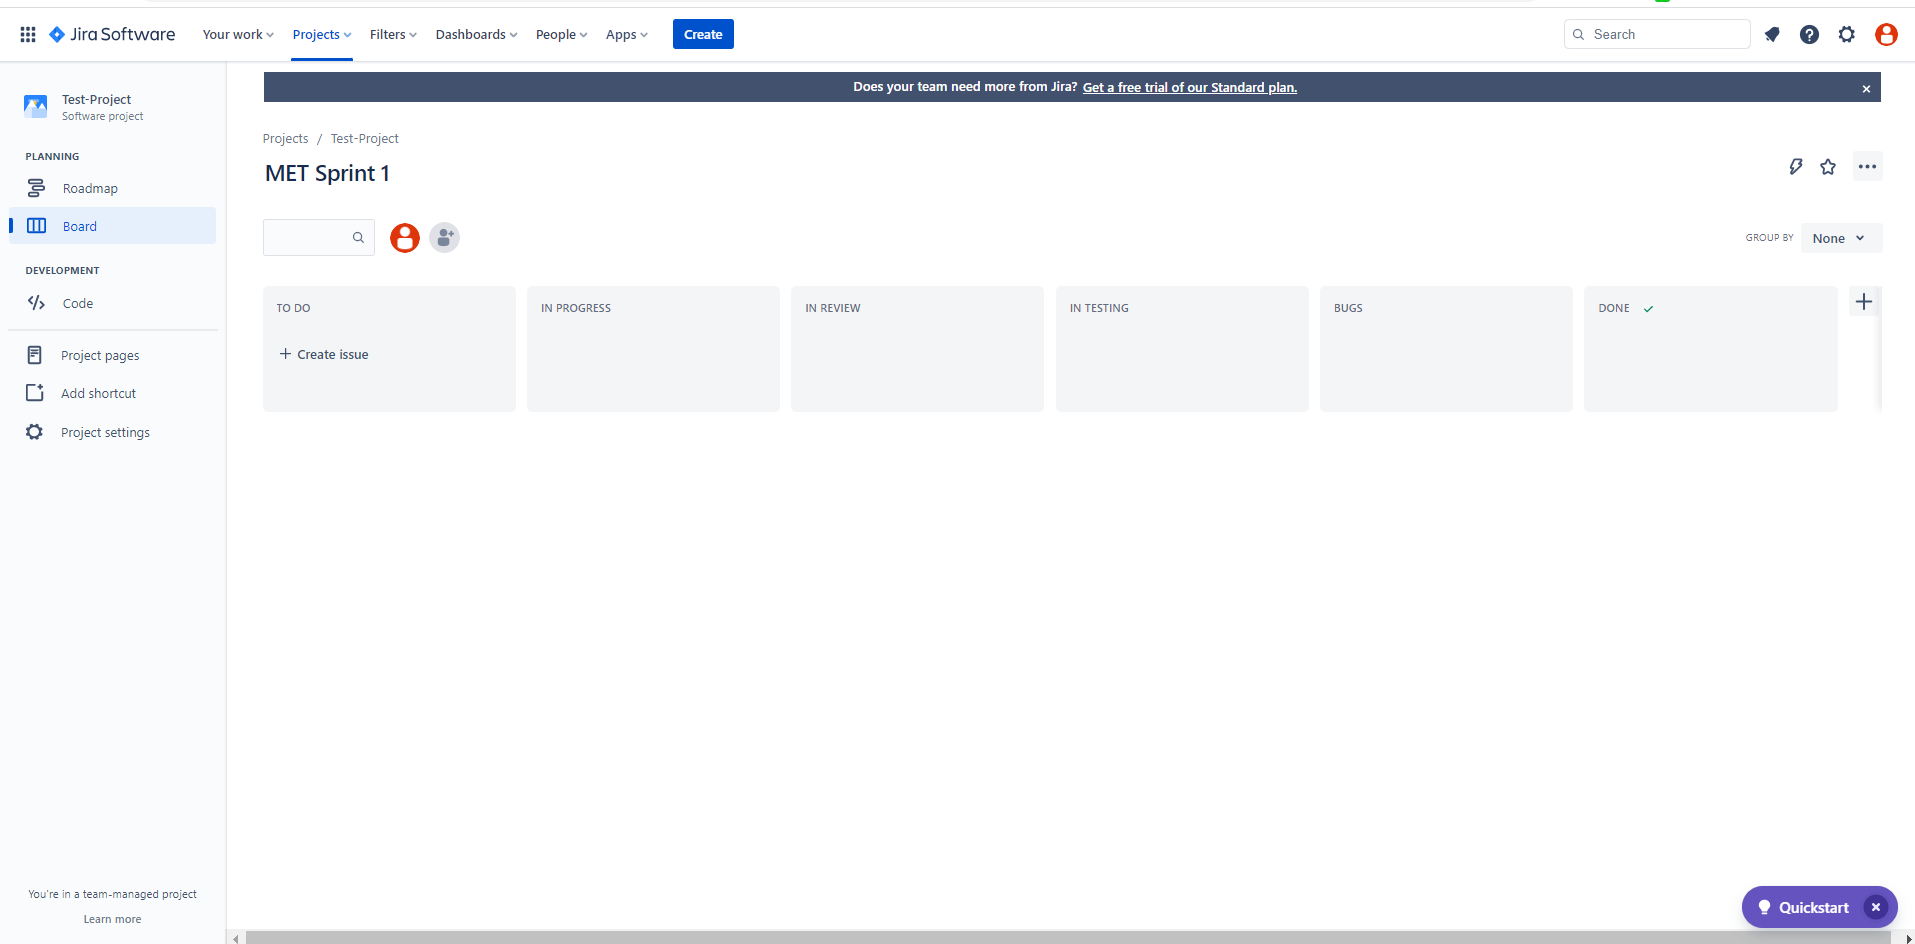 Jira Software Your work Projects Filters Dashboards People Apps Create Search
Does your team need more from Jira? Get a free trial of our Standard plan.
Test-Project
Software project
PLANNING
Roadmap
Board
DEVELOPMENT
Code
Project pages
Add shortcut
Project settings
You're in a team-managed project
Learn more
Projects / Test-Project
MET Sprint 1
GROUP BY None
TO DO IN PROGRESS IN REVIEW IN TESTING BUGS DONE
+ Create issue
Quickstart